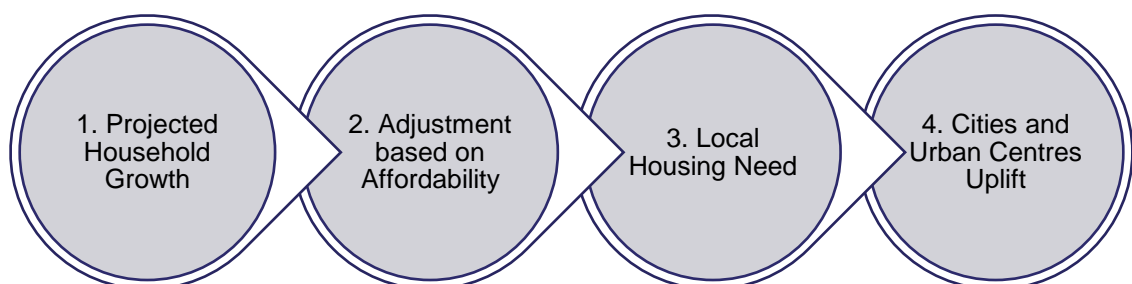 1. Projected
Household
Growth
2. Adjustment
based on
Affordability
3. Local
Housing Need
4. Cities and
Urban Centres
Uplift